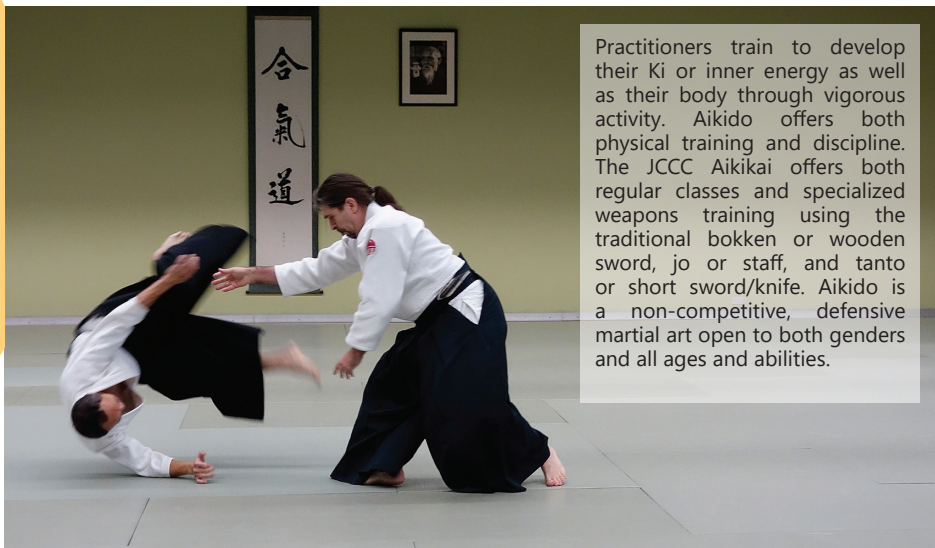 合
氣
道
Practitioners train to develop
their Ki or inner energy as well
as their body through vigorous
activity. Aikido offers both
physical training and discipline.
The JCCC Aikikai offers both
regular classes and specialized
weapons training using the
traditional bokken or wooden
sword, jo or staff, and tanto
or short sword/knife. Aikido is
a non-competitive, defensive
martial art open to both genders
and all ages and abilities.